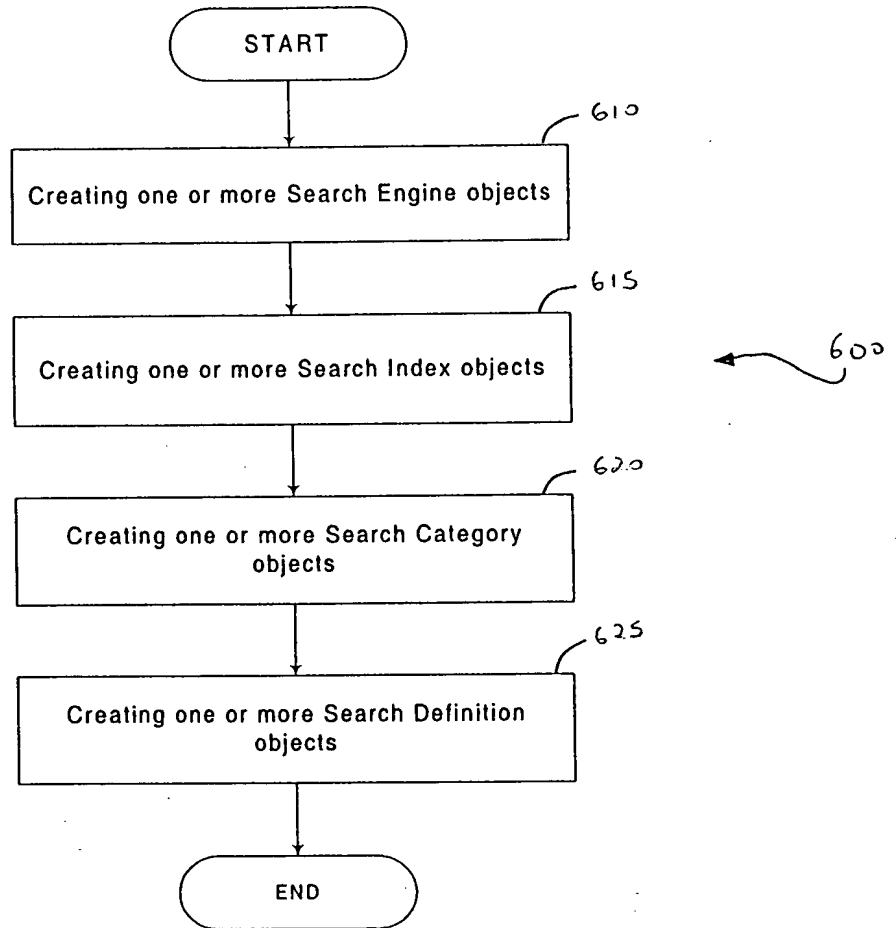 START
610
Creating one or more Search Engine objects
615
Creating one or more Search Index objects
600
620
Creating one or more Search Category
objects
625
Creating one or more Search Definition
objects
END